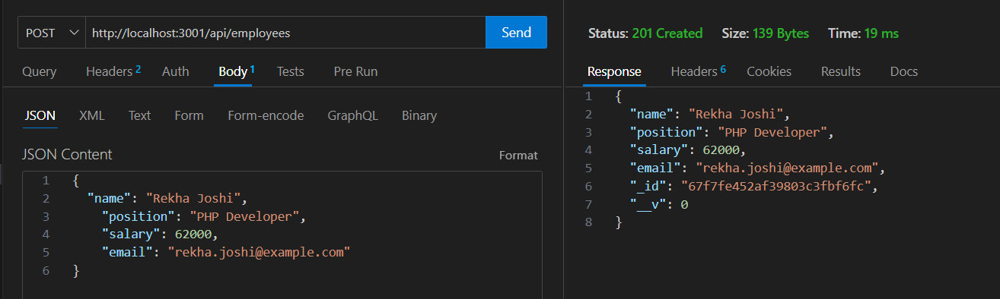 POST http://localhost:3001/api/employees Send
Query Headers 2 Auth Body 1 Tests Pre Run
JSON XML Text Form Form-encode GraphQL Binary
JSON Content Format
1 {
2 "name": "Rekha Joshi",
3 "position": "PHP Developer",
4 "salary": 62000,
5 "email": "rekha.joshi@example.com"
6 }
Status: 201 Created Size: 139 Bytes Time: 19 ms
Response Headers 6 Cookies Results Docs
1 {
2 "name": "Rekha Joshi",
3 "position": "PHP Developer",
4 "salary": 62000,
5 "email": "rekha.joshi@example.com",
6 "_id": "67f7fe452af39803c3fbf6fc",
7 "__v": 0
8 }